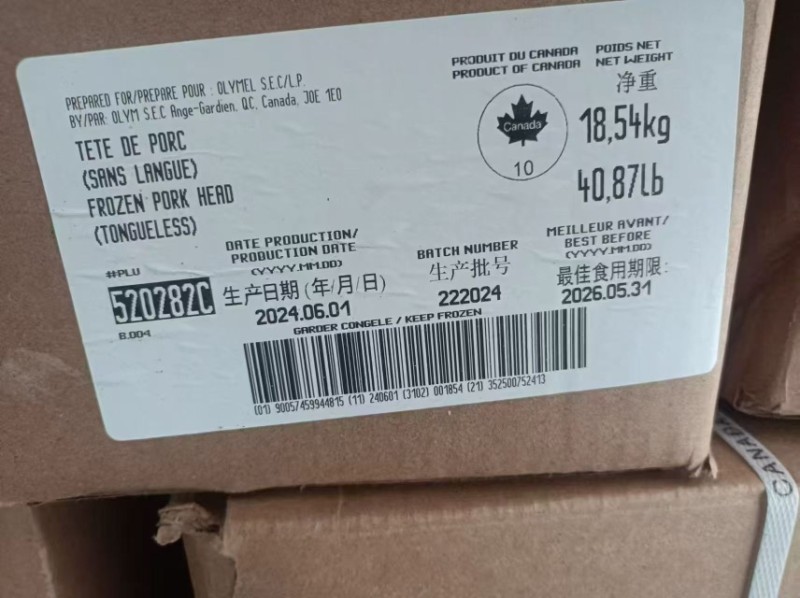 PREPARED FOR/PREPARE POUR : OLYMEL S.E.C/L.P.
BY/PAR: OLYM S.E.C Ange-Gardien, QC, Canada, J0E 1E0
TETE DE PORC
(SANS LANGUE)
FROZEN PORK HEAD
(TONGUELESS)
PRODUIT DU CANADA
PRODUCT OF CANADA
Canada
10
POIDS NET
NET WEIGHT
净重
18,54kg
40,87lb
#PLU
520282C
B.004
DATE PRODUCTION/
PRODUCTION DATE
(YYYY.MM.DD)
生产日期 (年/月/日)
2024.06.01
BATCH NUMBER
生产批号
222024
MEILLEUR AVANT/
BEST BEFORE
(YYYY.MM.DD)
最佳食用期限:
2026.05.31
GARDER CONGELE / KEEP FROZEN
(01) 90057459944815 (11) 240601 (3102) 001854 (21) 352500752413
CANADA